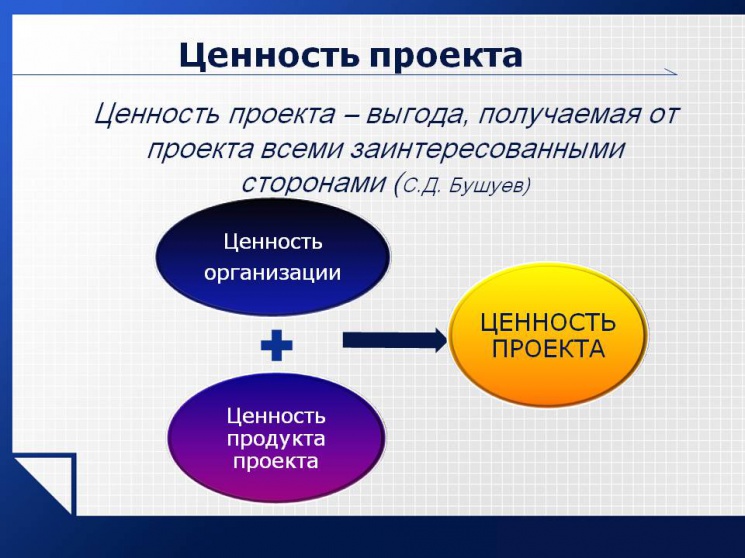 Ценность проекта
Ценность проекта – выгода, получаемая от
проекта всеми заинтересованными
сторонами (С.Д. Бушуев)
Ценность
организации
ЦЕННОСТЬ
ПРОЕКТА
Ценность
продукта
проекта